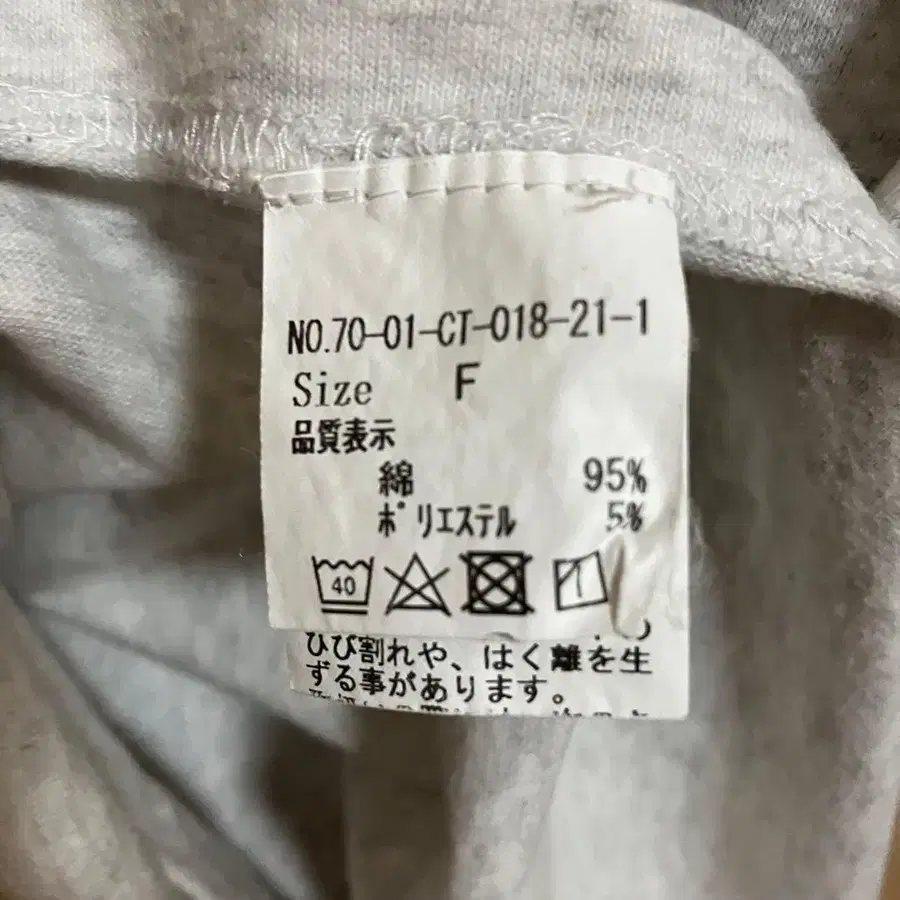 NO.70-01-CT-018-21-1
Size F
品質表示
綿 95%
ポリエステル 5%
40
ひび割れや、はく離を生
ずる事があります。